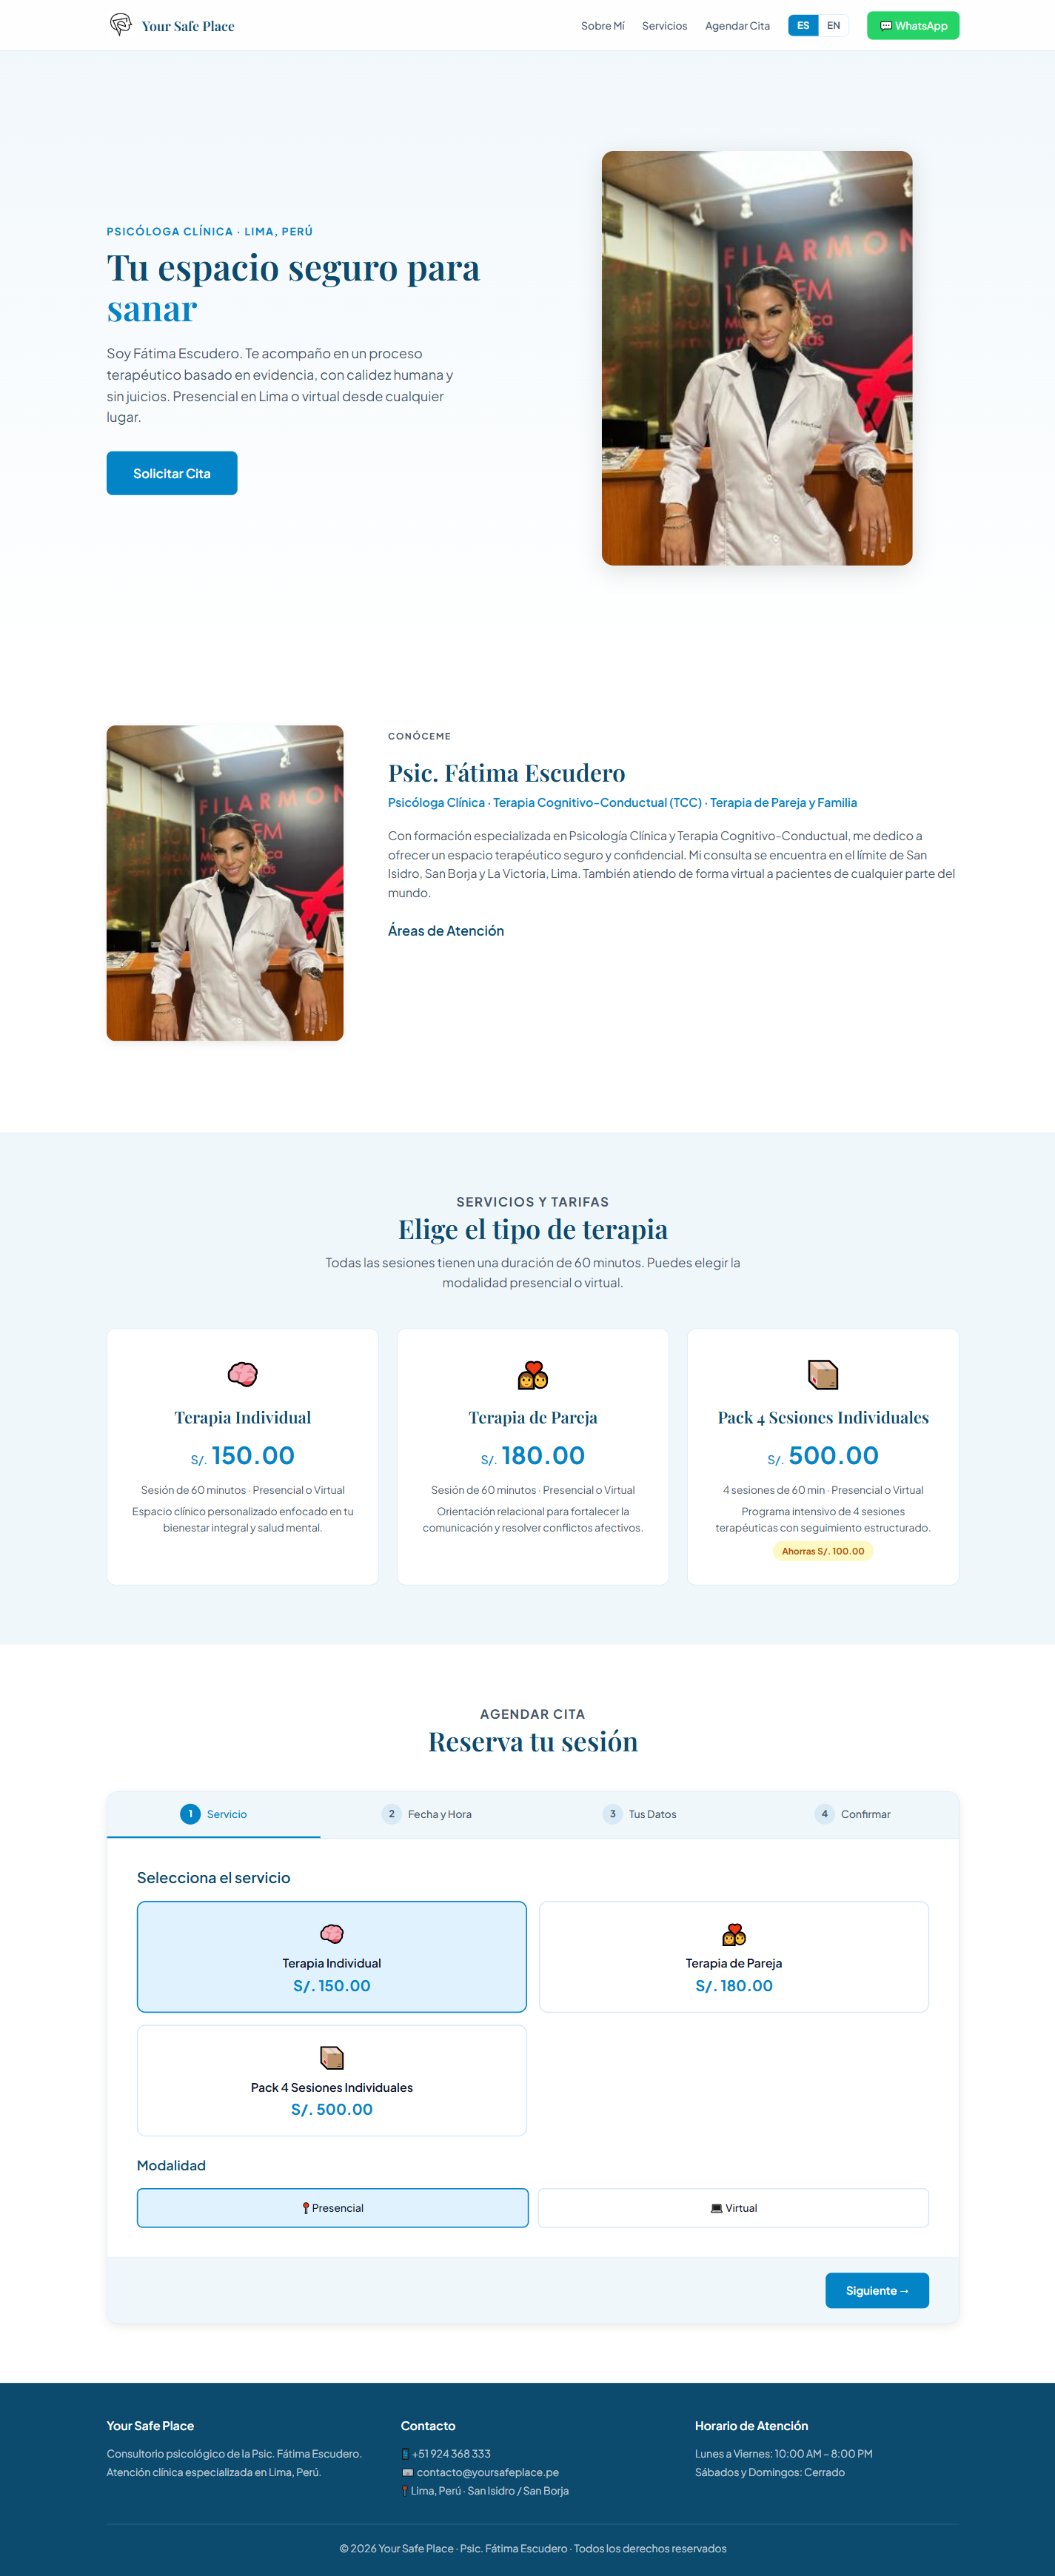 Your Safe Place
Sobre Mí
Servicios
Agendar Cita
ES
EN
WhatsApp
PSICÓLOGA CLÍNICA · LIMA, PERÚ
Tu espacio seguro para
sanar
Soy Fátima Escudero. Te acompaño en un proceso
terapéutico basado en evidencia, con calidez humana y
sin juicios. Presencial en Lima o virtual desde cualquier
lugar.
Solicitar Cita
FILARMON
FM
CONÓCEME
Psic. Fátima Escudero
Psicóloga Clínica · Terapia Cognitivo-Conductual (TCC) · Terapia de Pareja y Familia
Con formación especializada en Psicología Clínica y Terapia Cognitivo-Conductual, me dedico a
ofrecer un espacio terapéutico seguro y confidencial. Mi consulta se encuentra en el límite de San
Isidro, San Borja y La Victoria, Lima. También atiendo de forma virtual a pacientes de cualquier parte del
mundo.
Áreas de Atención
FILARMON
FM
SERVICIOS Y TARIFAS
Elige el tipo de terapia
Todas las sesiones tienen una duración de 60 minutos. Puedes elegir la
modalidad presencial o virtual.
Terapia Individual
S/. 150.00
Sesión de 60 minutos · Presencial o Virtual
Espacio clínico personalizado enfocado en tu
bienestar integral y salud mental.
Terapia de Pareja
S/. 180.00
Sesión de 60 minutos · Presencial o Virtual
Orientación relacional para fortalecer la
comunicación y resolver conflictos afectivos.
Pack 4 Sesiones Individuales
S/. 500.00
4 sesiones de 60 min · Presencial o Virtual
Programa intensivo de 4 sesiones
terapéuticas con seguimiento estructurado.
Ahorras S/. 100.00
AGENDAR CITA
Reserva tu sesión
1 Servicio
2 Fecha y Hora
3 Tus Datos
4 Confirmar
Selecciona el servicio
Terapia Individual
S/. 150.00
Terapia de Pareja
S/. 180.00
Pack 4 Sesiones Individuales
S/. 500.00
Modalidad
Presencial
Virtual
Siguiente →
Your Safe Place
Consultorio psicológico de la Psic. Fátima Escudero.
Atención clínica especializada en Lima, Perú.
Contacto
+51 924 368 333
contacto@yoursafeplace.pe
Lima, Perú · San Isidro / San Borja
Horario de Atención
Lunes a Viernes: 10:00 AM – 8:00 PM
Sábados y Domingos: Cerrado
© 2026 Your Safe Place · Psic. Fátima Escudero · Todos los derechos reservados